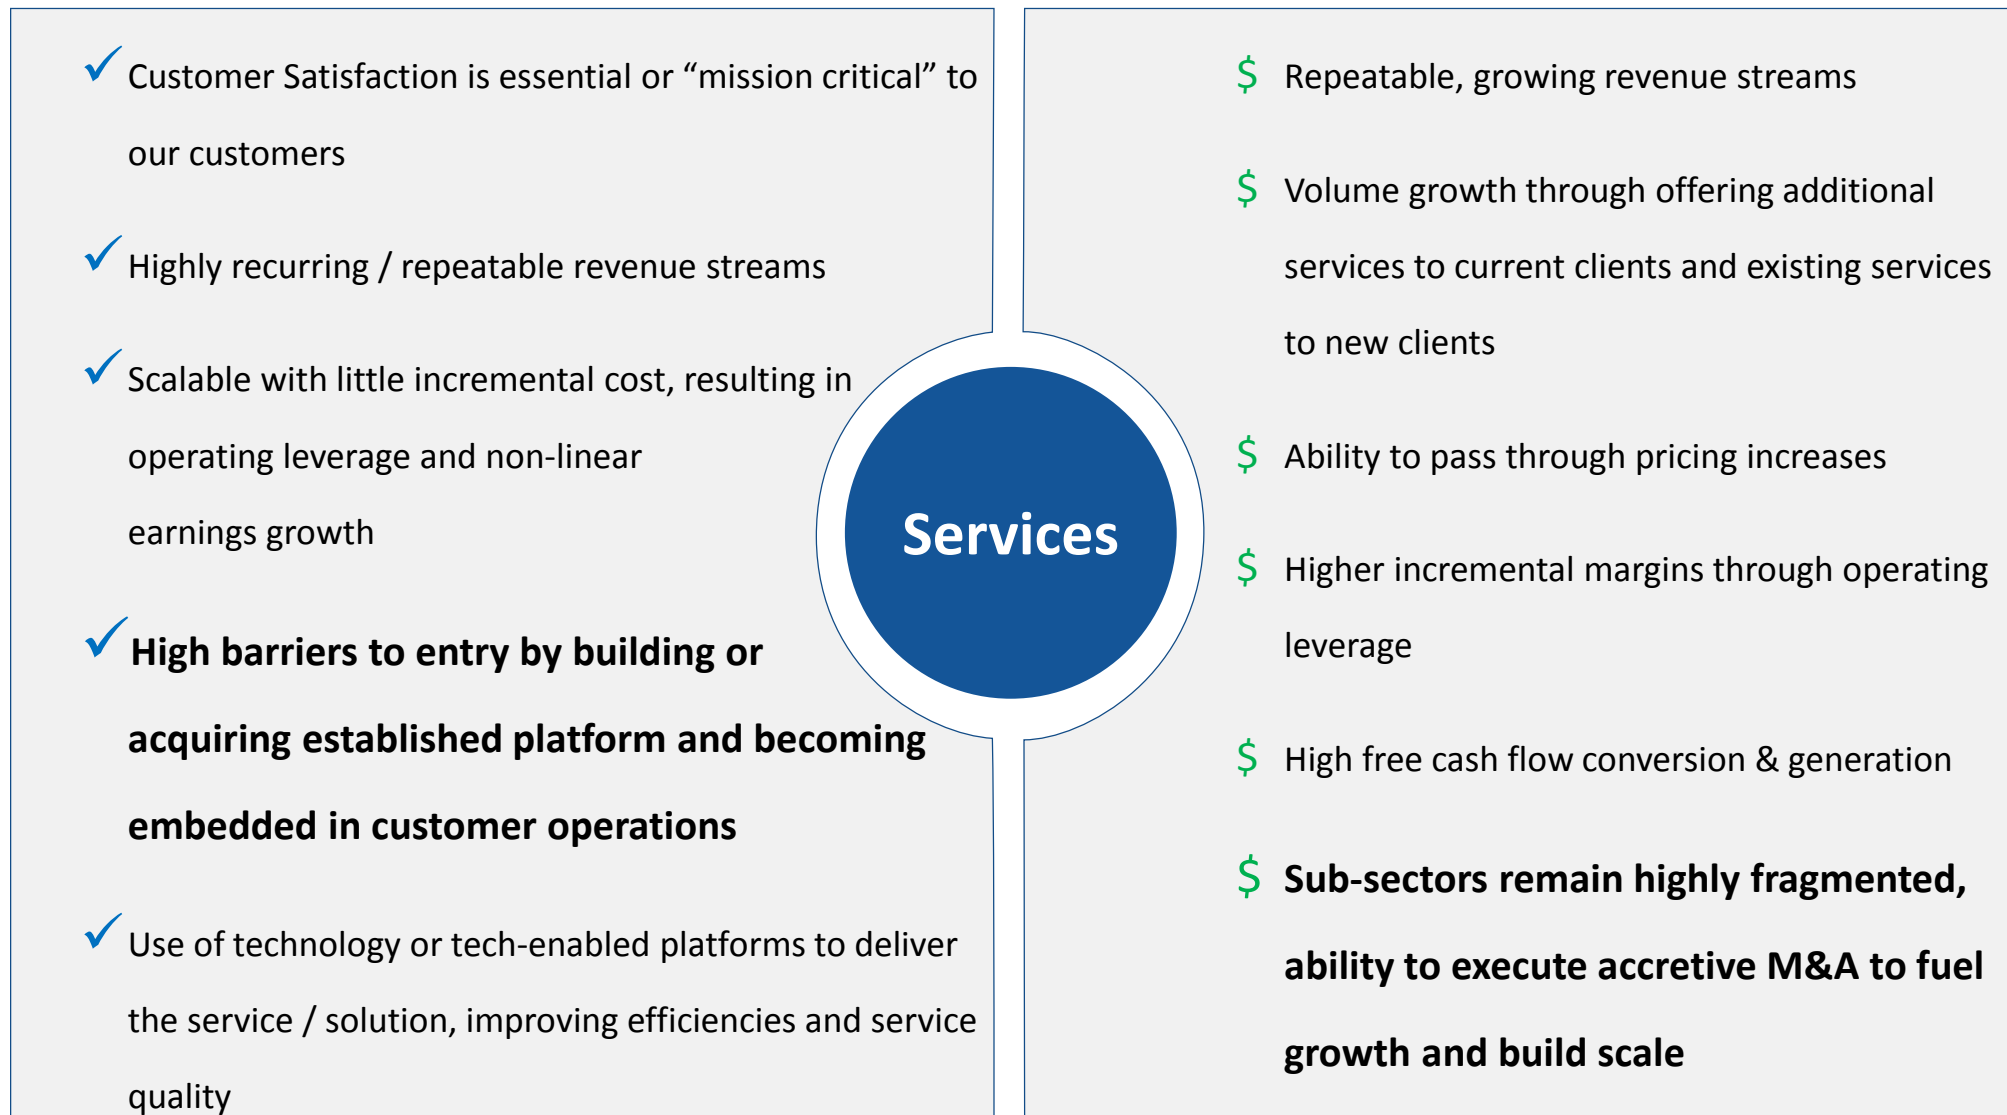 ✓ Customer Satisfaction is essential or “mission critical” to
our customers
✓ Highly recurring / repeatable revenue streams
✓ Scalable with little incremental cost, resulting in
operating leverage and non-linear
earnings growth
✓ High barriers to entry by building or
acquiring established platform and becoming
embedded in customer operations
✓ Use of technology or tech-enabled platforms to deliver
the service / solution, improving efficiencies and service
quality
Services
$ Repeatable, growing revenue streams
$ Volume growth through offering additional
services to current clients and existing services
to new clients
$ Ability to pass through pricing increases
$ Higher incremental margins through operating
leverage
$ High free cash flow conversion & generation
$ Sub-sectors remain highly fragmented,
ability to execute accretive M&A to fuel
growth and build scale